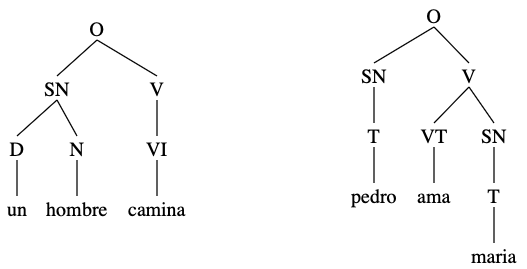 O
SN V
D N VI
un hombre camina
O
SN V
T VT SN
pedro ama T
maria